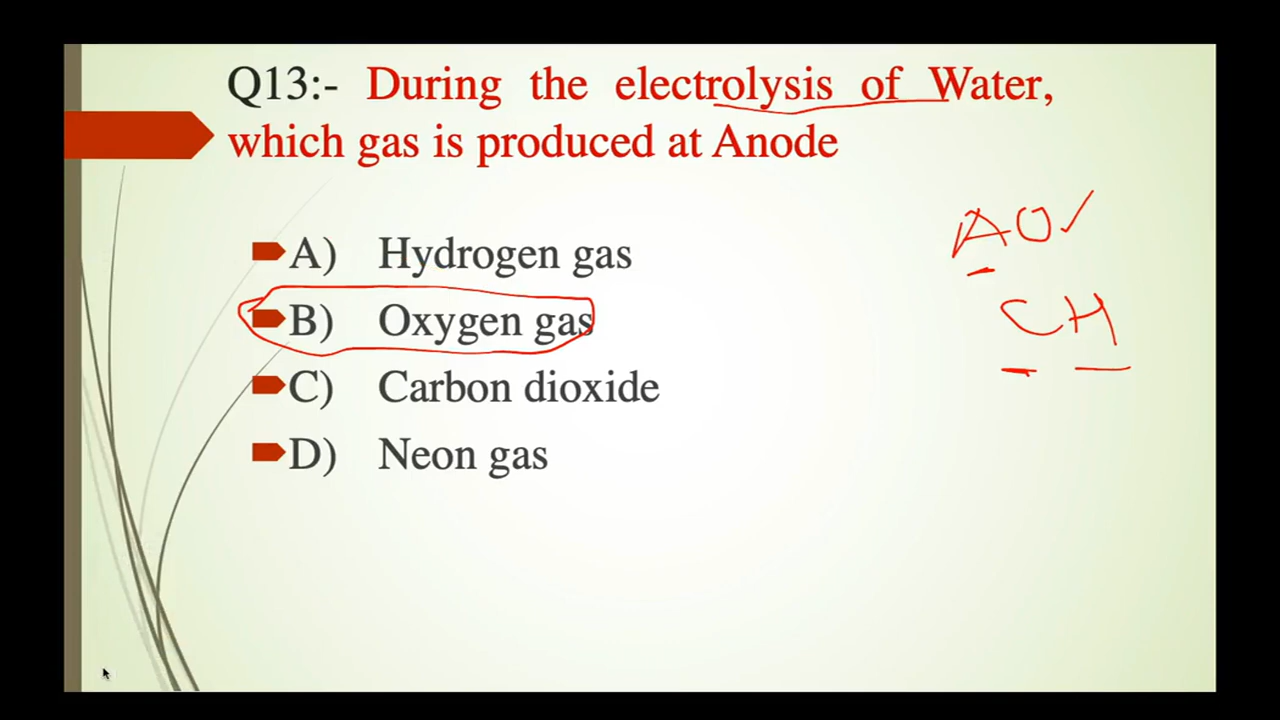 Q13:- During the electrolysis of Water,
which gas is produced at Anode
A) Hydrogen gas
B) Oxygen gas
C) Carbon dioxide
D) Neon gas
AO
CH